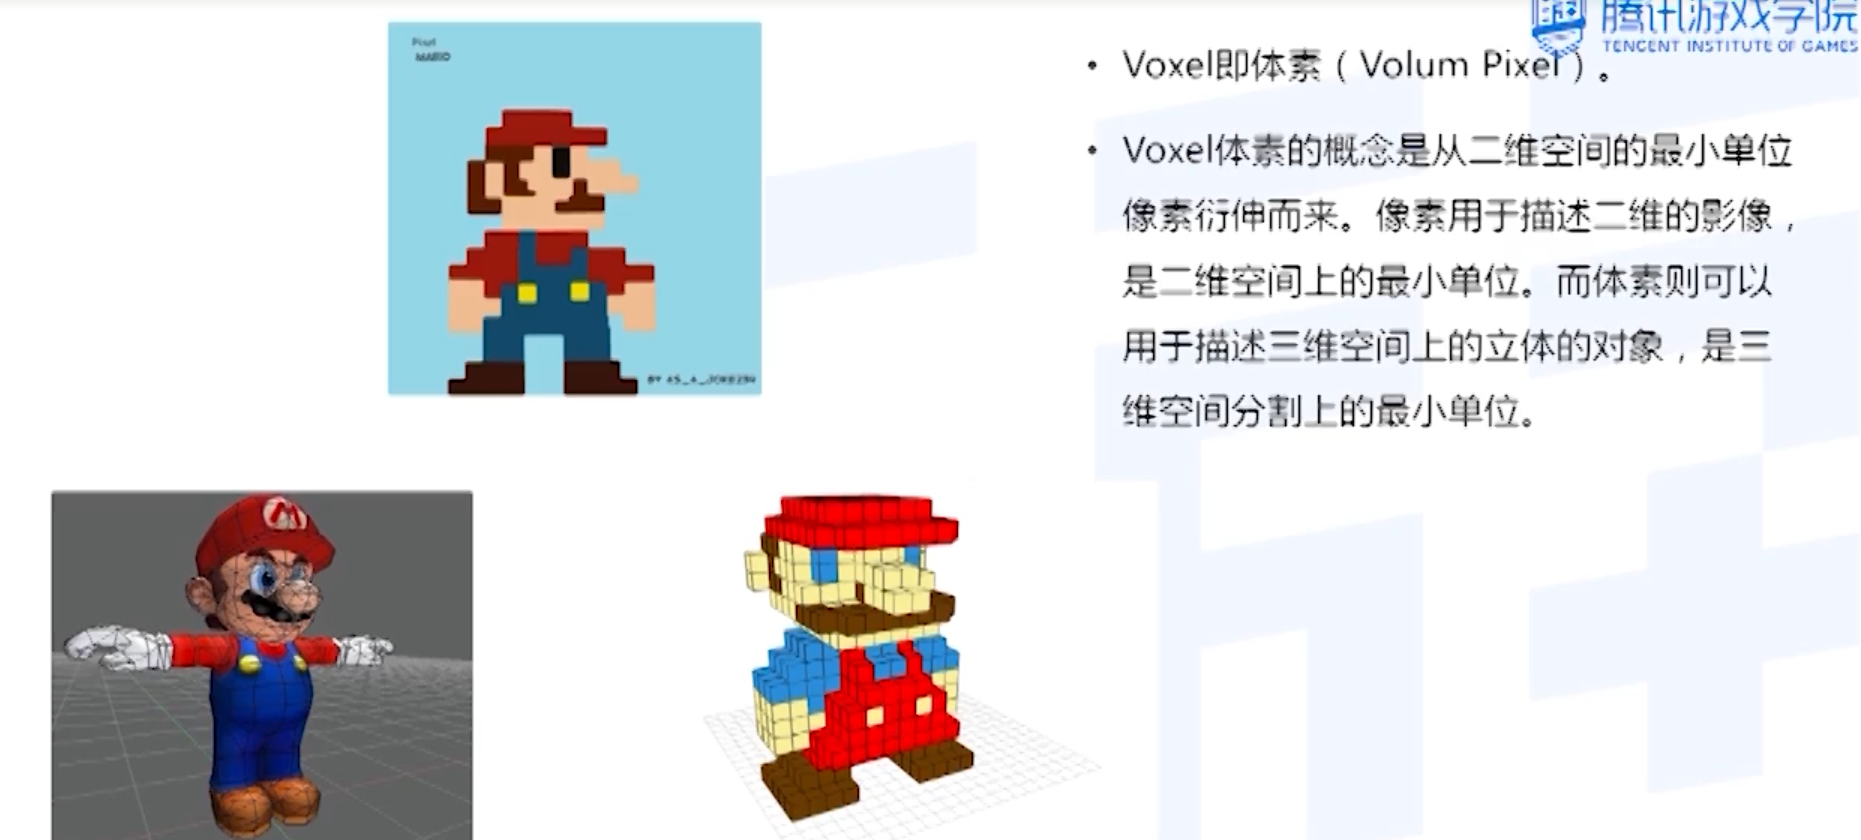 Pixel
MARIO
腾讯游戏学院
TENCENT INSTITUTE OF GAMES
• Voxel即体素（Volum Pixel）。
• Voxel体素的概念是从二维空间的最小单位
像素衍伸而来。像素用于描述二维的影像，
是二维空间上的最小单位。而体素则可以
用于描述三维空间上的立体的对象，是三
维空间分割上的最小单位。
M